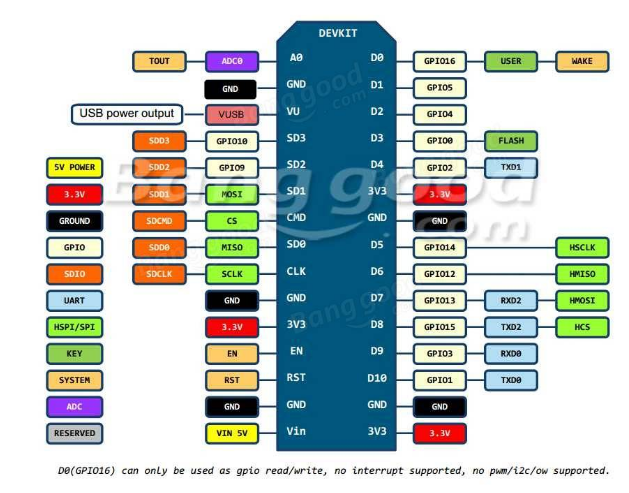 DEVKIT
TOUT ADC0 A0 D0 GPIO16 USER WAKE
GND GND D1 GPIO5
USB power output VUSB VU D2 GPIO4
SDD3 GPIO10 SD3 D3 GPIO0 FLASH
5V POWER SDD2 GPIO9 SD2 D4 GPIO2 TXD1
3.3V SDD1 MOSI SD1 3V3 3.3V
GROUND SDCMD CS CMD GND GND
GPIO SDD0 MISO SD0 D5 GPIO14 HSCLK
SDIO SDCLK SCLK CLK D6 GPIO12 HMISO
UART GND GND D7 GPIO13 RXD2 HMOSI
HSPI/SPI 3.3V 3V3 D8 GPIO15 TXD2 HCS
KEY EN EN D9 GPIO3 RXD0
SYSTEM RST RST D10 GPIO1 TXD0
ADC GND GND GND GND
RESERVED VIN 5V Vin 3V3 3.3V
D0(GPIO16) can only be used as gpio read/write, no interrupt supported, no pwm/i2c/ow supported.
Banggood
.com